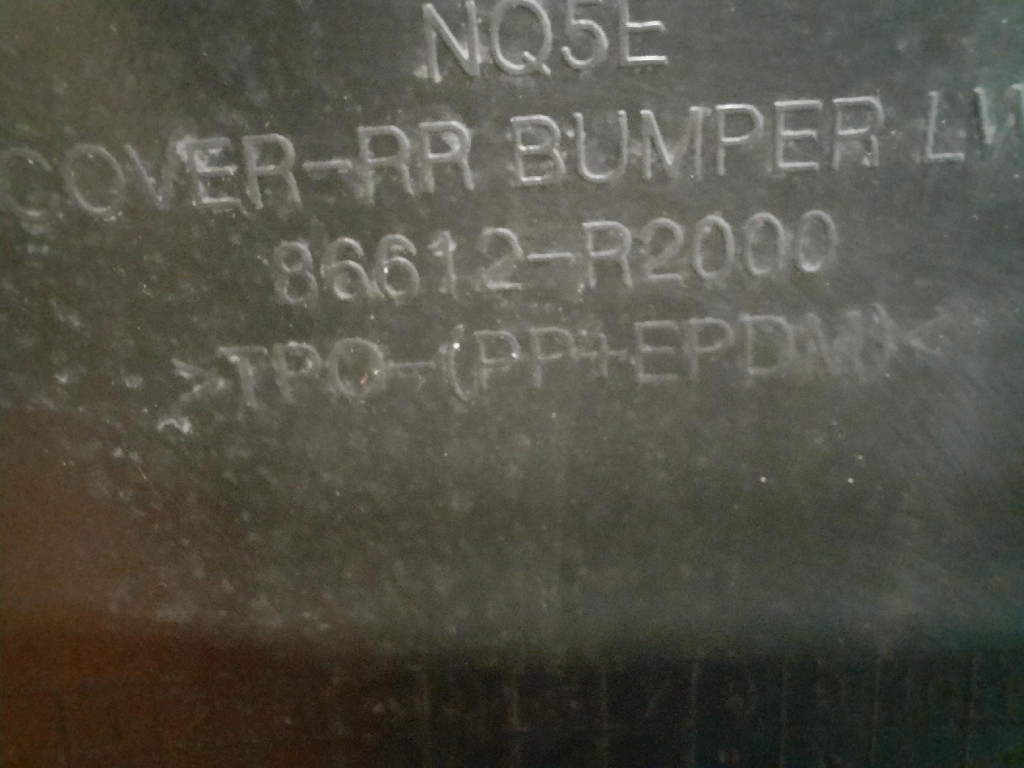 NQ5E
COVER-RR BUMPER LW
86612-R2000
>TPO-(PP+EPDM)<